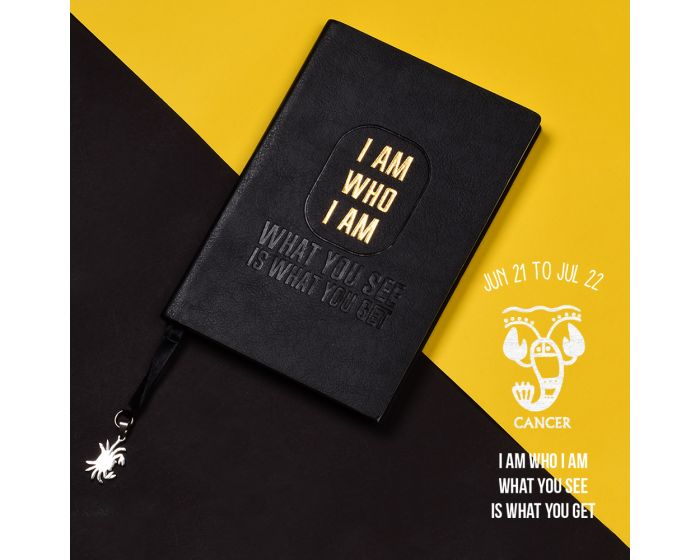 I AM
WHO
I AM
WHAT YOU SEE
IS WHAT YOU GET
JUN 21 TO JUL 22
CANCER
I AM WHO I AM
WHAT YOU SEE
IS WHAT YOU GET